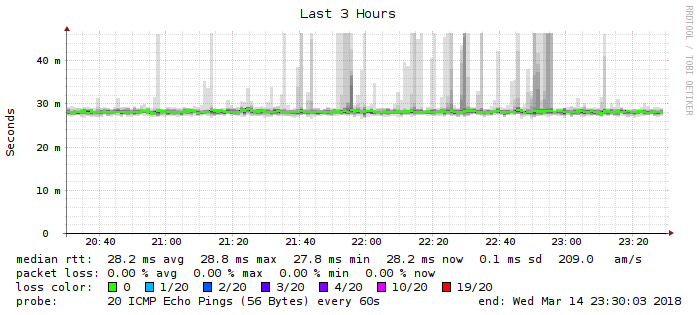 Last 3 Hours
RRDTOOL / TOBI OETIKER
Seconds
40 m
30 m
20 m
10 m
0
20:40 21:00 21:20 21:40 22:00 22:20 22:40 23:00 23:20
median rtt: 28.2 ms avg 28.8 ms max 27.8 ms min 28.2 ms now 0.1 ms sd 209.0 am/s
packet loss: 0.00 % avg 0.00 % max 0.00 % min 0.00 % now
loss color: 0 1/20 2/20 3/20 4/20 10/20 19/20
probe: 20 ICMP Echo Pings (56 Bytes) every 60s end: Wed Mar 14 23:30:03 2018